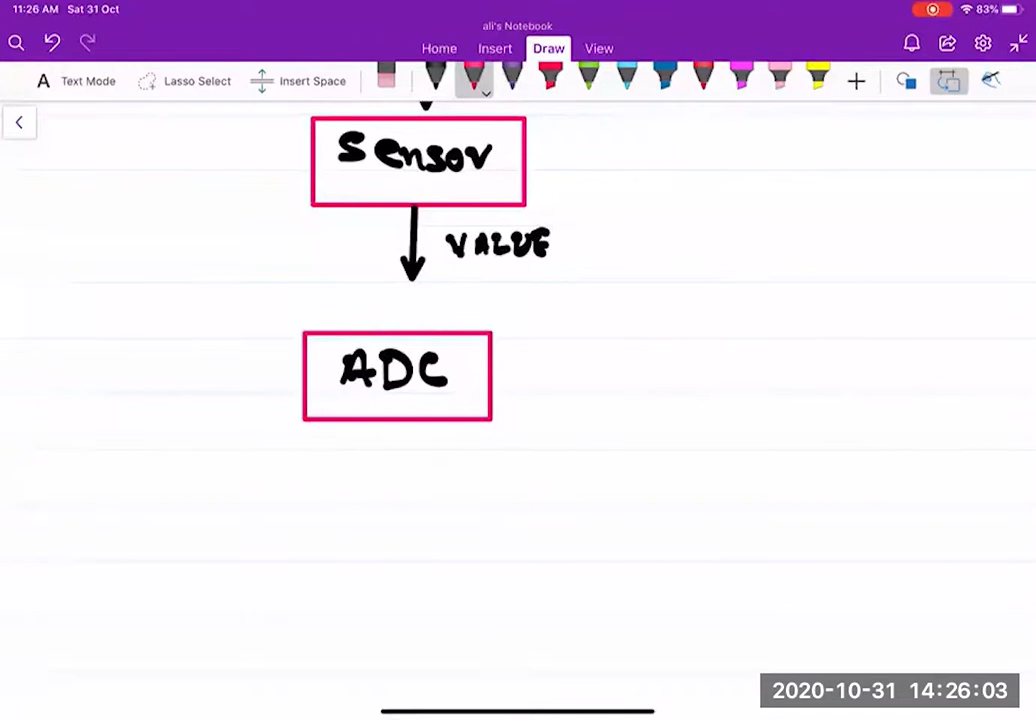 11:26 AM Sat 31 Oct
83%
ali's Notebook
Home Insert Draw View
A Text Mode Lasso Select Insert Space
Sensor
VALUE
ADC
2020-10-31 14:26:03